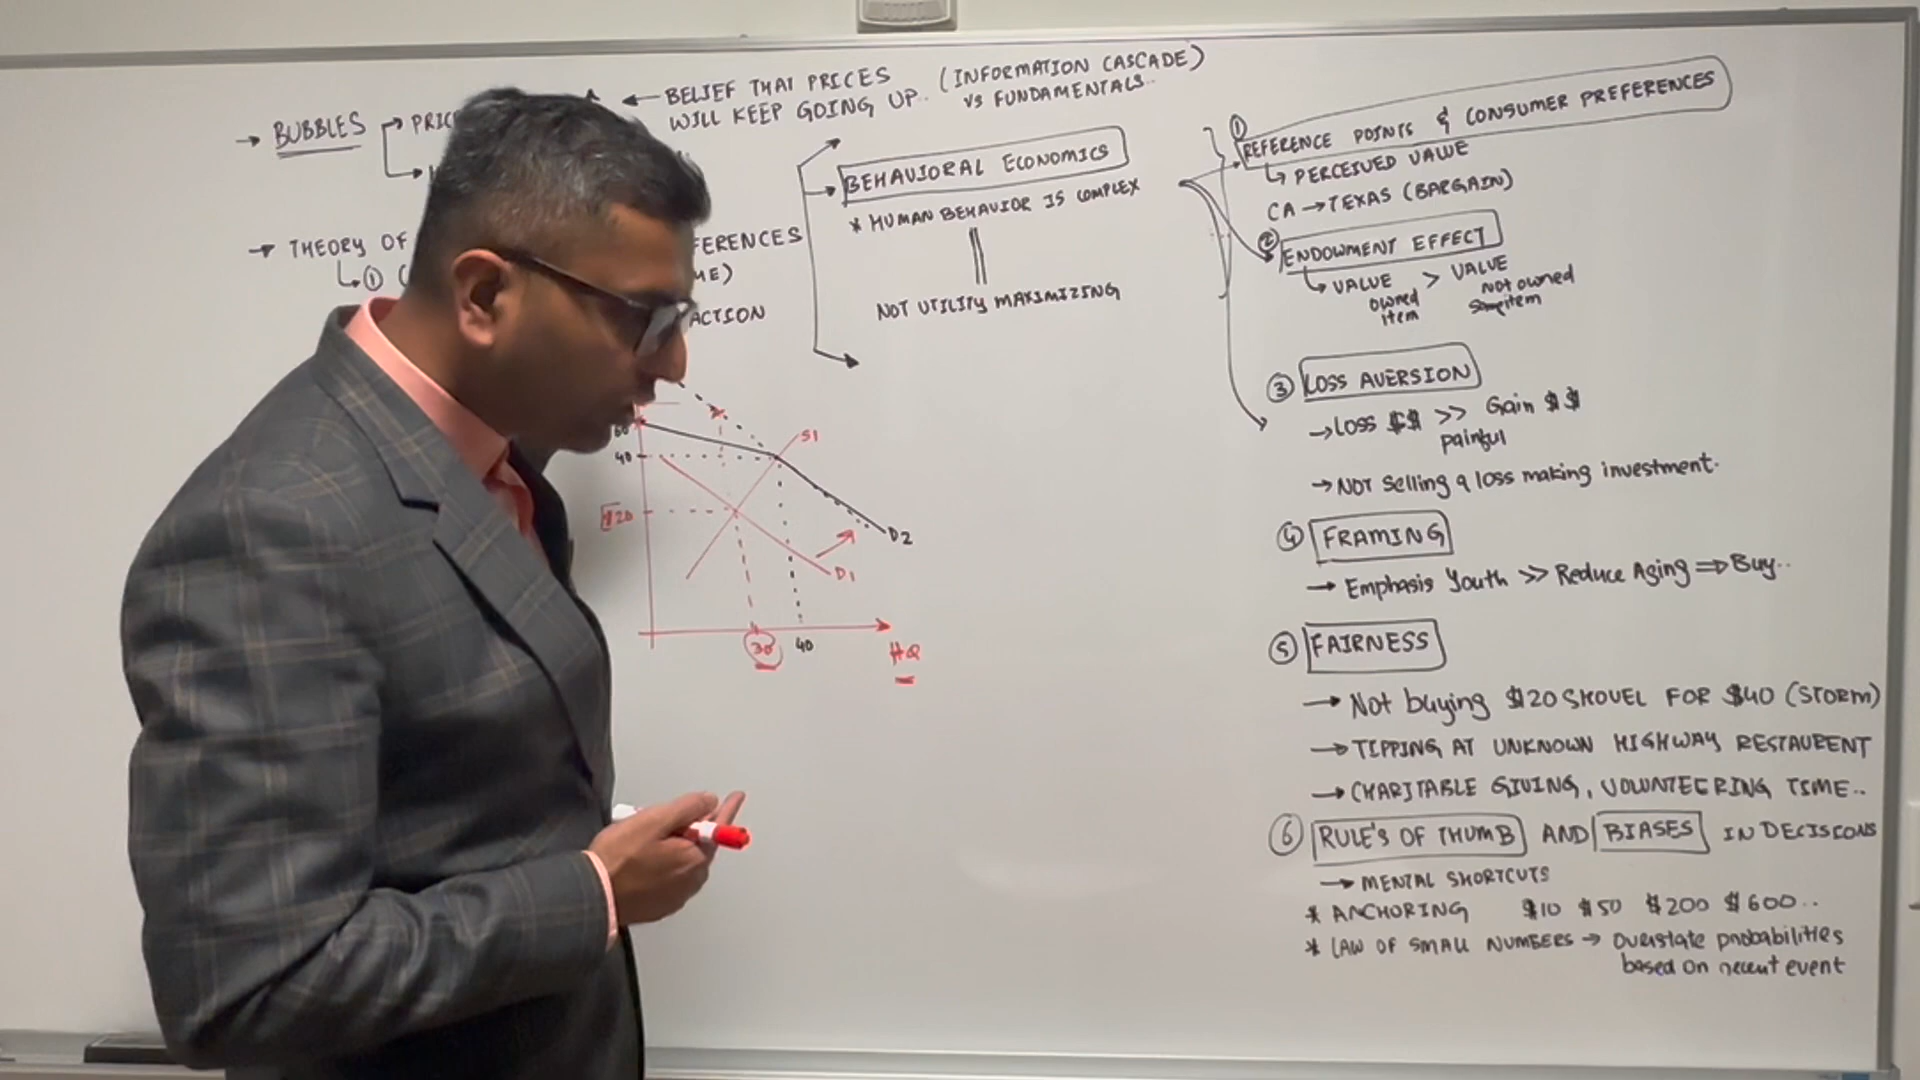 BUBBLES
BELIEF THAT PRICES
WILL KEEP GOING UP..
(INFORMATION CASCADE)
VS FUNDAMENTALS..
THEORY OF
①
ACTION
BEHAVIORAL ECONOMICS
* HUMAN BEHAVIOR IS COMPLEX
NOT UTILITY MAXIMIZING
60
40
$20
S1
D1
D2
30
40
HQ
① REFERENCE POINTS & CONSUMER PREFERENCES
PERCEIVED VALUE
CA → TEXAS (BARGAIN)
② ENDOWMENT EFFECT
VALUE > VALUE
owned NOT owned
item same item
③ LOSS AVERSION
→ Loss $$ >> Gain $$
painful
→ NOT selling a loss making investment.
④ FRAMING
→ Emphasis Youth >> Reduce Aging ⇒ Buy..
⑤ FAIRNESS
→ Not buying $20 SHOVEL FOR $40 (STORM)
→ TIPPING AT UNKNOWN HIGHWAY RESTAURENT
→ CHARITABLE GIVING, VOLUNTEERING TIME..
⑥ RULE'S OF THUMB AND BIASES IN DECISIONS
→ MENTAL SHORTCUTS
* ANCHORING $10 $50 $200 $600..
* LAW OF SMALL NUMBERS → overstate probabilities
based on recent event